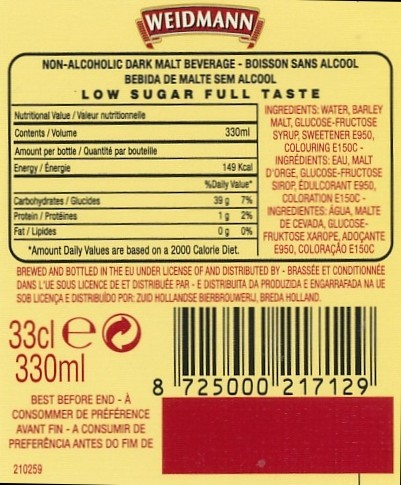 WEIDMANN
NON-ALCOHOLIC DARK MALT BEVERAGE - BOISSON SANS ALCOOL
BEBIDA DE MALTE SEM ALCOOL
LOW SUGAR FULL TASTE
Nutritional Value / Valeur nutritionnelle
Contents / Volume 330ml
Amount per bottle / Quantité par bouteille
Energy / Énergie 149 Kcal
%Daily Value*
Carbohydrates / Glucides 39 g 7%
Protein / Protéines 1 g 2%
Fat / Lipides 0 g 0%
*Amount Daily Values are based on a 2000 Calorie Diet.
INGREDIENTS: WATER, BARLEY
MALT, GLUCOSE-FRUCTOSE
SYRUP, SWEETENER E950,
COLOURING E150C -
INGRÉDIENTS: EAU, MALT
D'ORGE, GLUCOSE-FRUCTOSE
SIROP, ÉDULCORANT E950,
COLORATION E150C -
INGREDIENTES: ÁGUA, MALTE
DE CEVADA, GLUCOSE-
FRUKTOSE XAROPE, ADOÇANTE
E950, COLORAÇÃO E150C
BREWED AND BOTTLED IN THE EU UNDER LICENSE OF AND DISTRIBUTED BY - BRASSÉE ET CONDITIONNÉE
DANS L'UE SOUS LICENCE DE ET DISTRIBUÉE PAR - E DISTRIBUITA DA PRODUZIDA E ENGARRAFADA NA UE
SOB LICENÇA E DISTRIBUÍDO POR: ZUID HOLLANDSE BIERBROUWERIJ, BREDA HOLLAND.
33cl e
330ml
8 725000 217129
BEST BEFORE END - À
CONSOMMER DE PRÉFÉRENCE
AVANT FIN - A CONSUMIR DE
PREFERÊNCIA ANTES DO FIM DE
210259